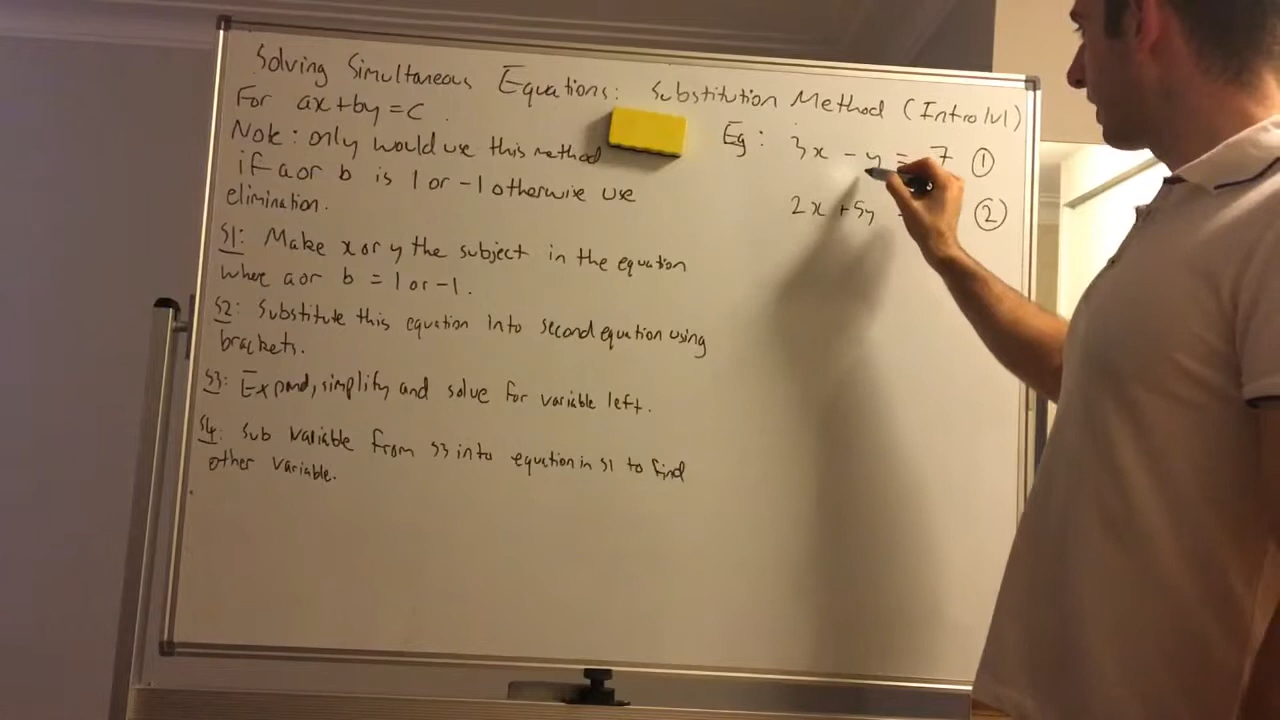 Solving Simultaneous Equations: Substitution Method (Intro lvl)
For ax+by=c.
Note: only would use this method
if a or b is 1 or -1 otherwise use
elimination.
S1: Make x or y the subject in the equation
where a or b = 1 or -1.
S2: Substitute this equation into second equation using
brackets.
S3: Expand, simplify and solve for variable left.
S4: Sub variable from S3 into equation in S1 to find
other variable.
Eg: 3x - y = 7 ①
2x + 5y = ②